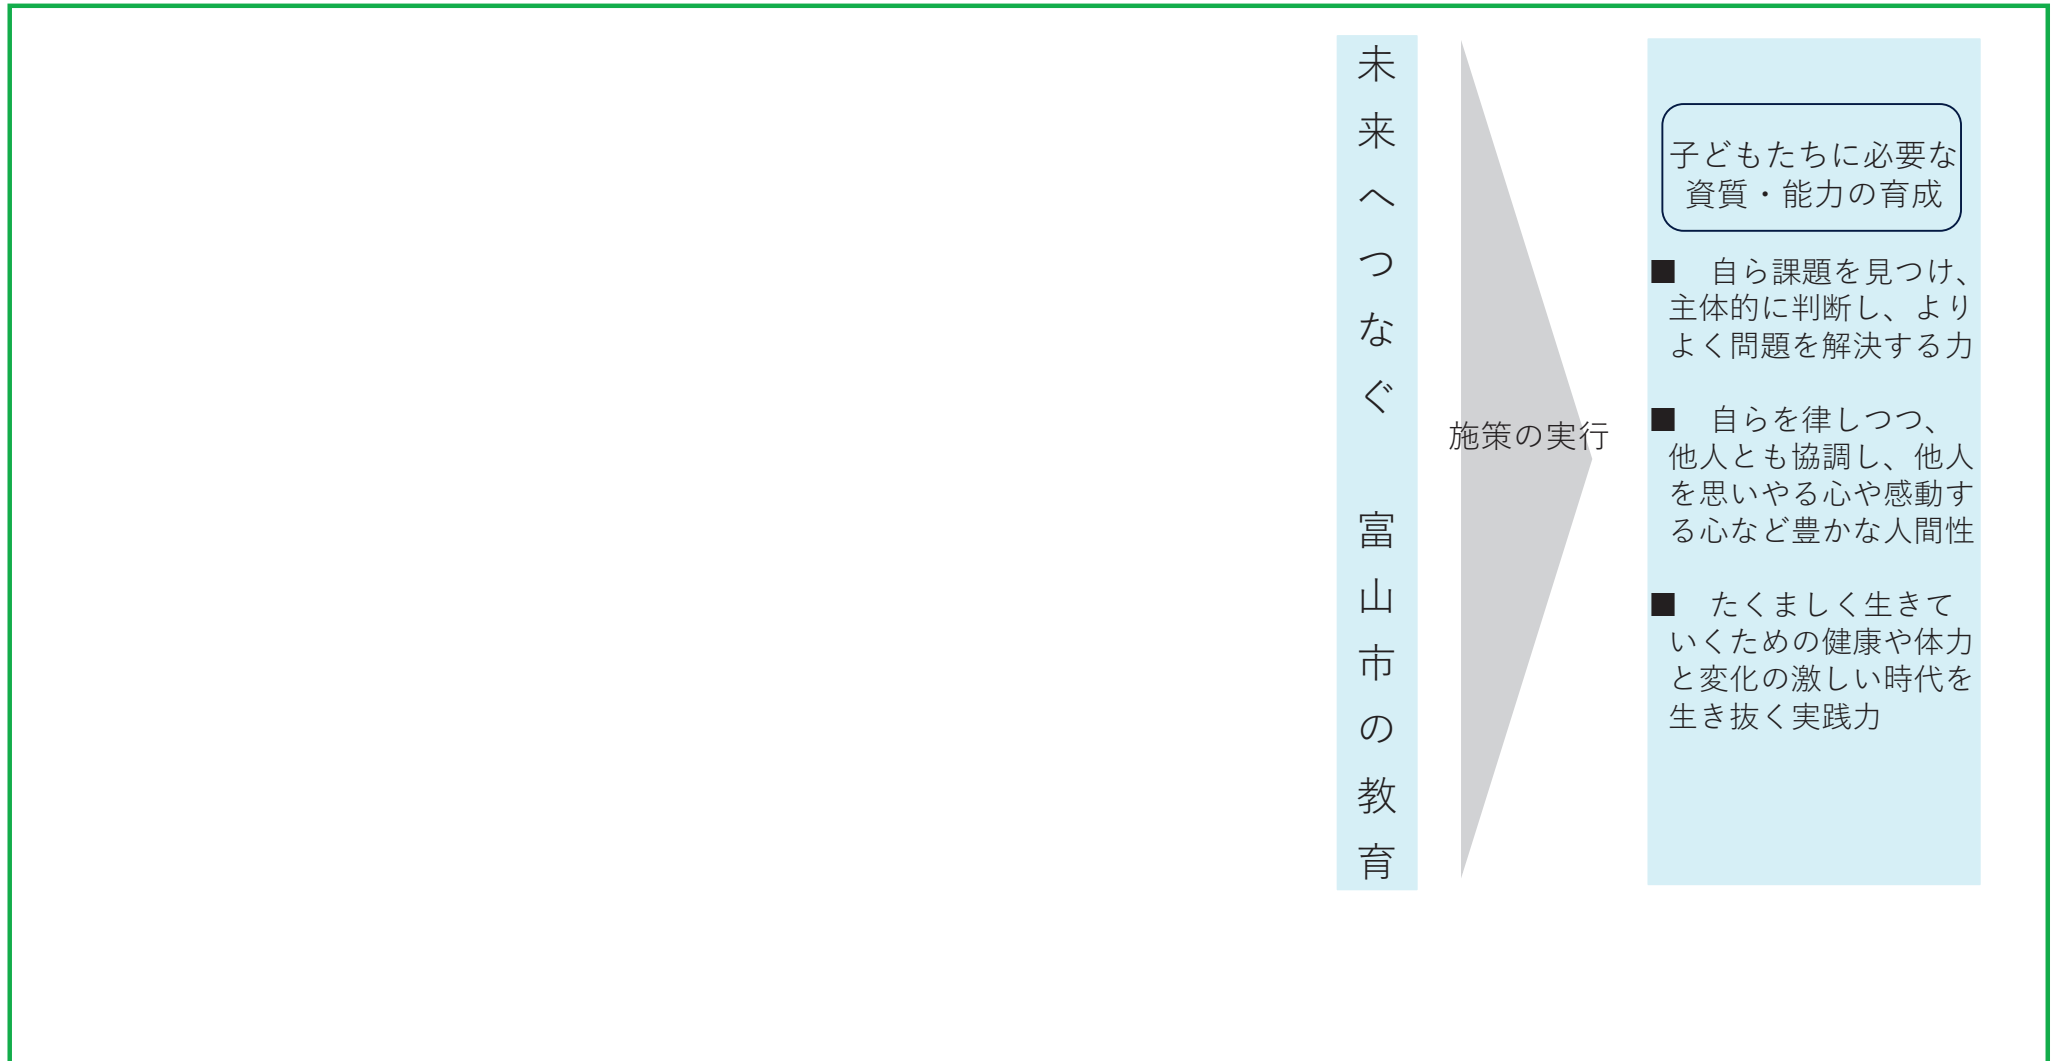 未来へつなぐ　富山市の教育
施策の実行
子どもたちに必要な
資質・能力の育成
■　自ら課題を見つけ、
主体的に判断し、より
よく問題を解決する力
■　自らを律しつつ、
他人とも協調し、他人
を思いやる心や感動す
る心など豊かな人間性
■　たくましく生きて
いくための健康や体力
と変化の激しい時代を
生き抜く実践力